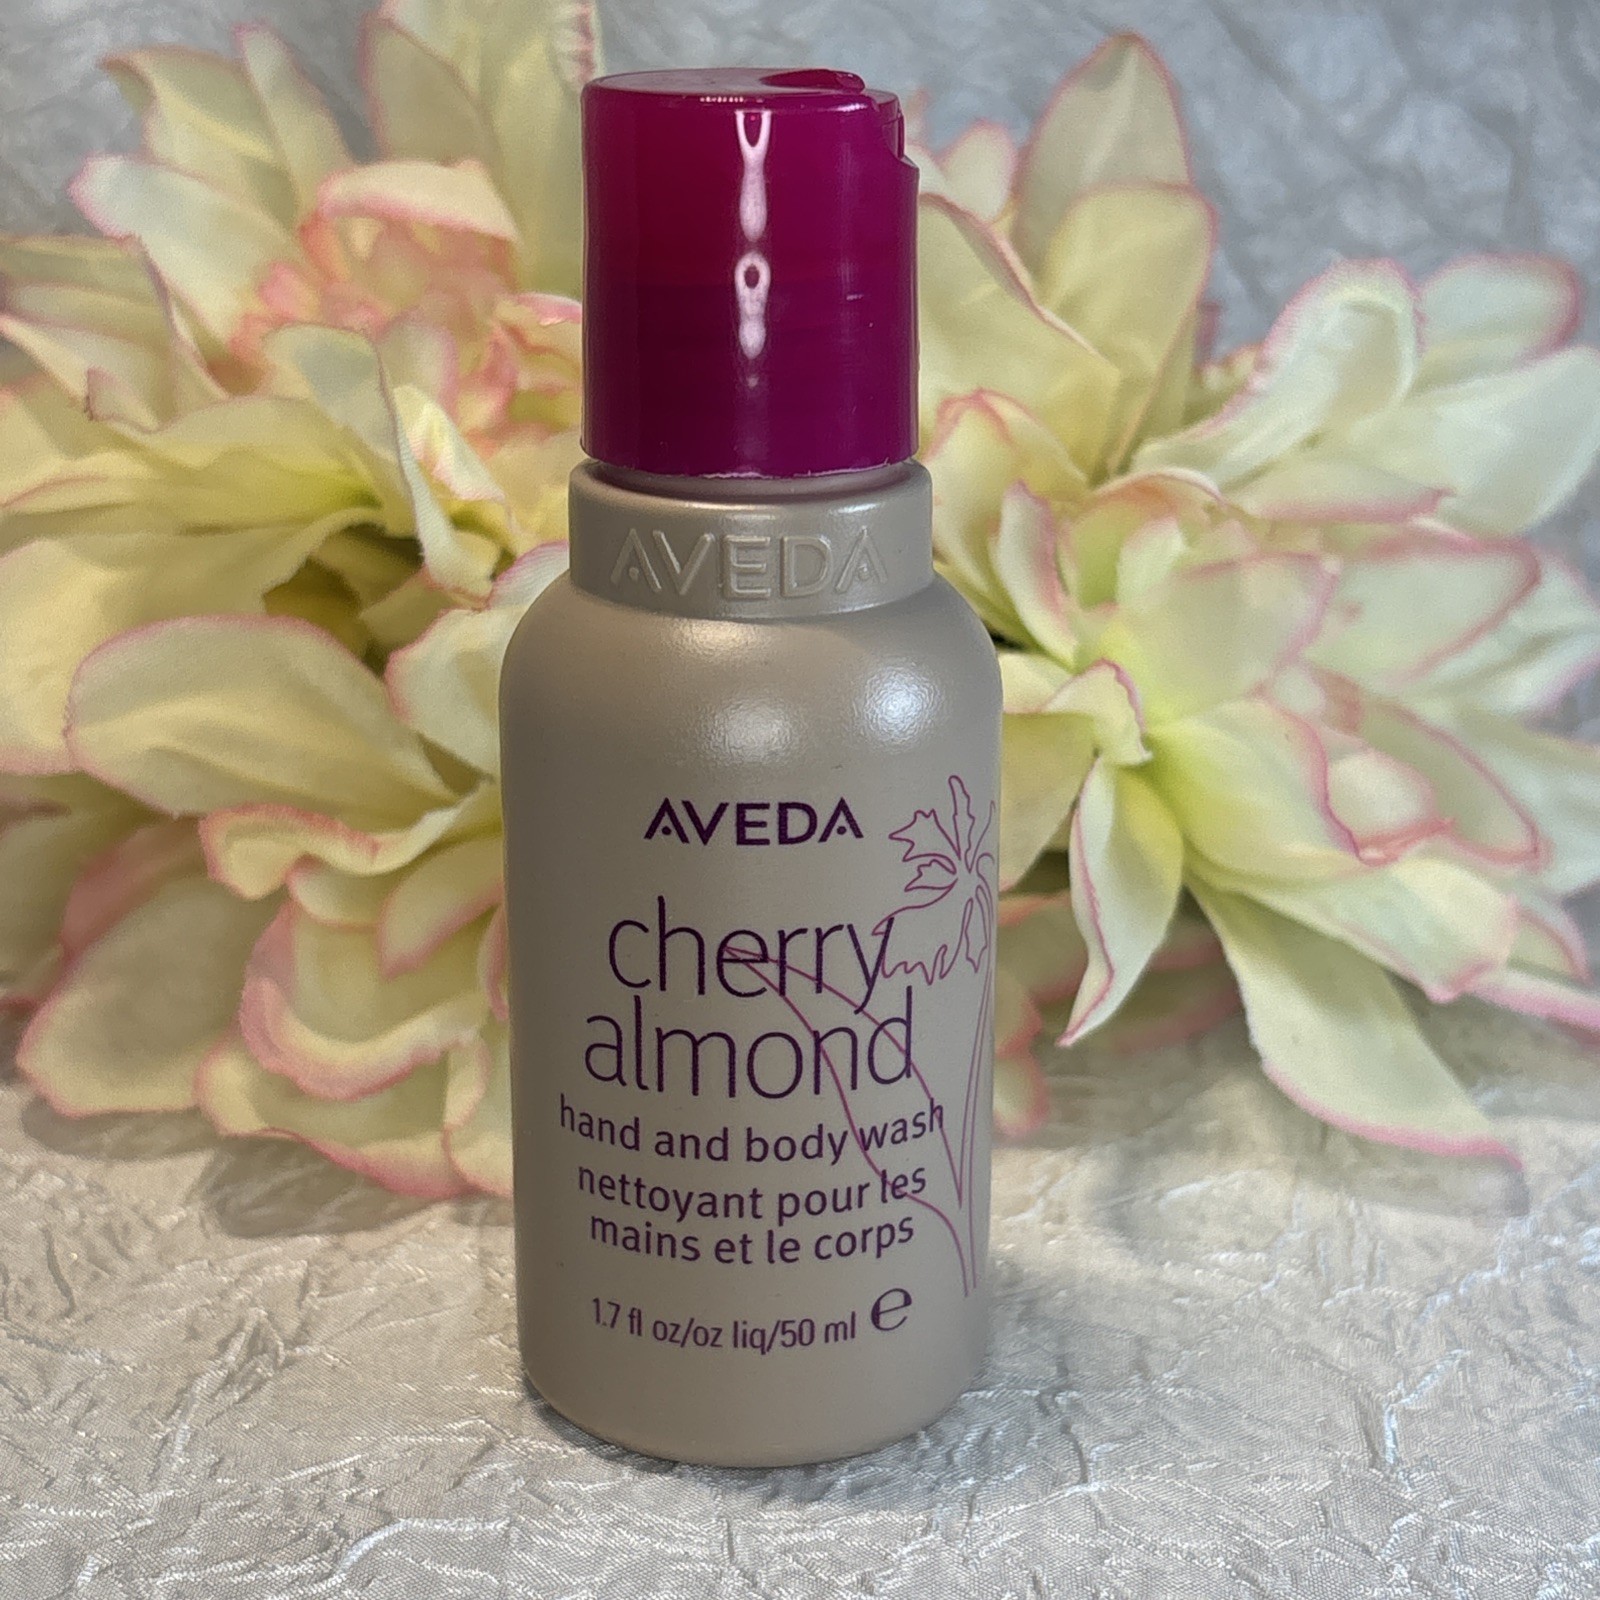 AVEDA
AVEDA
cherry
almond
hand and body wash
nettoyant pour les
mains et le corps
1.7 fl oz/oz liq/50 ml ℮